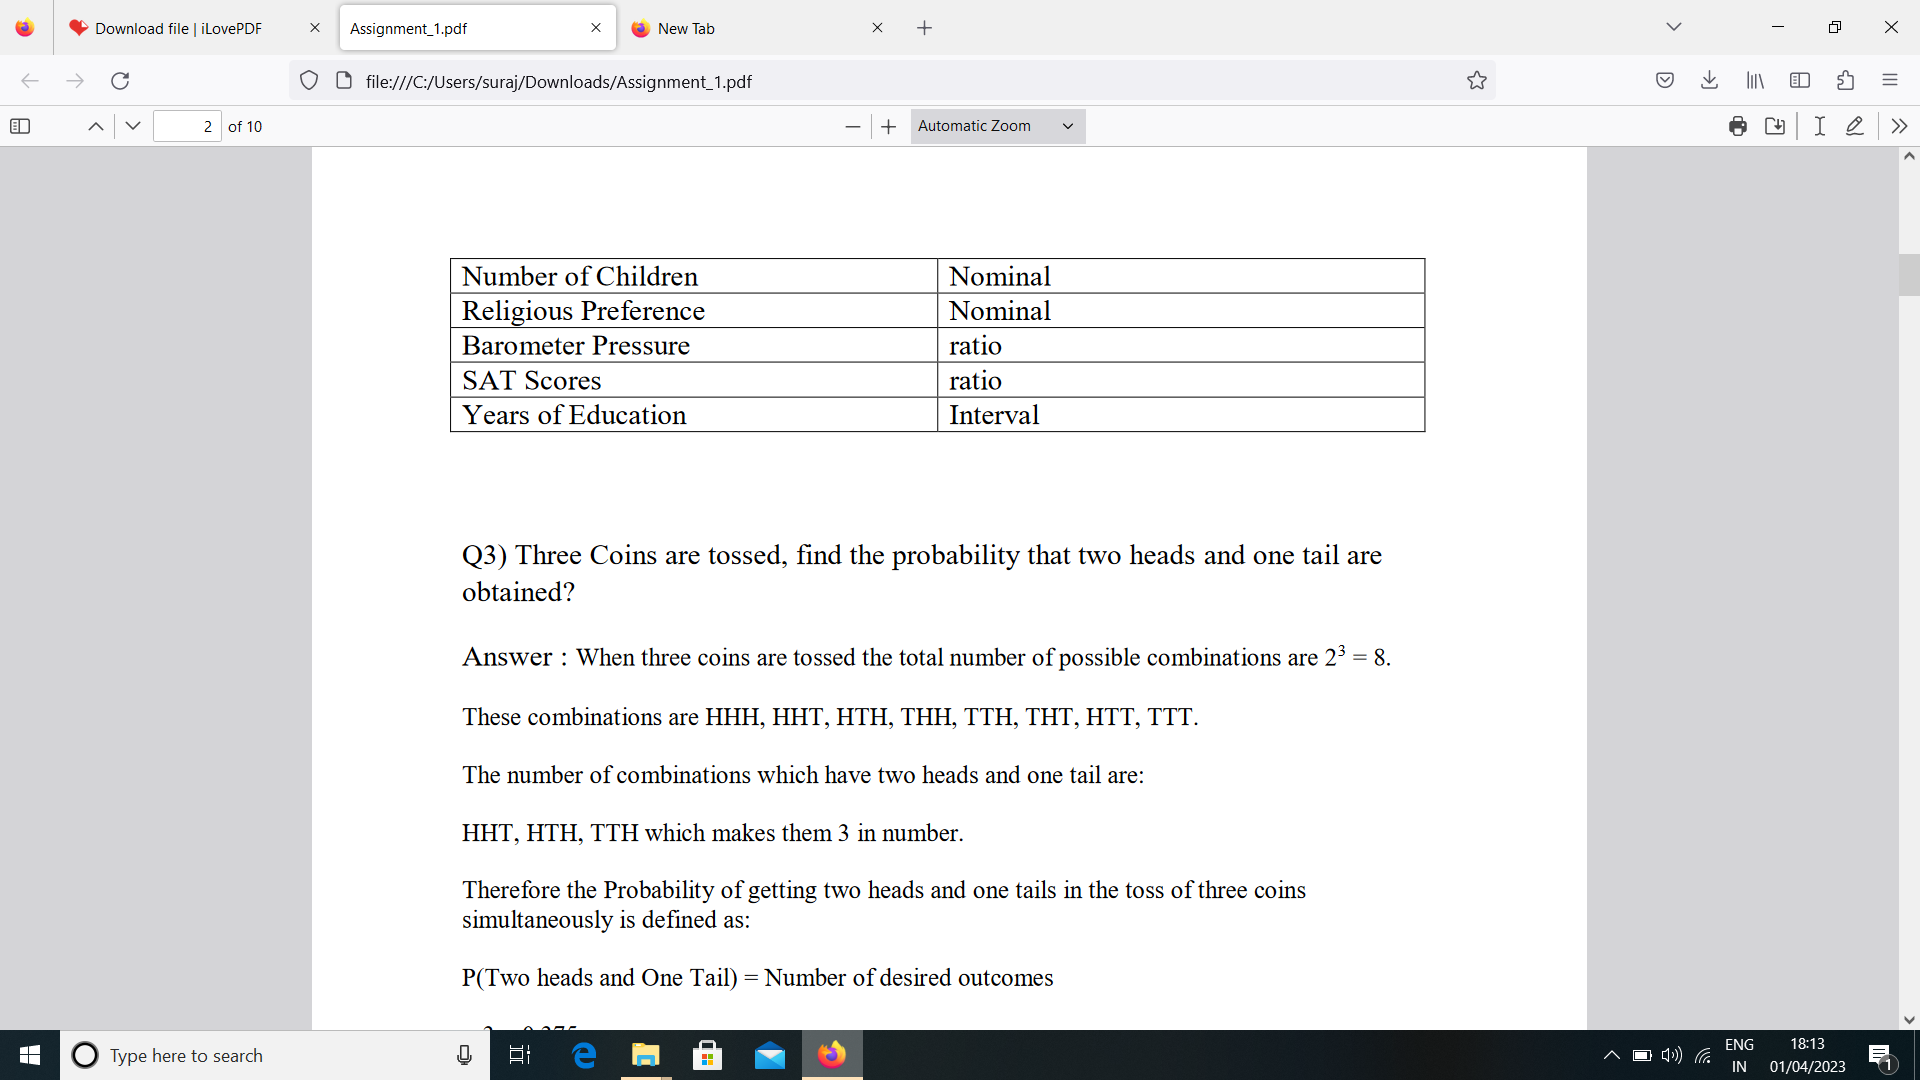 Download file | iLovePDF
Assignment_1.pdf
New Tab
file:///C:/Users/suraj/Downloads/Assignment_1.pdf
2 of 10
Automatic Zoom
Number of Children Nominal
Religious Preference Nominal
Barometer Pressure ratio
SAT Scores ratio
Years of Education Interval
Q3) Three Coins are tossed, find the probability that two heads and one tail are
obtained?
Answer : When three coins are tossed the total number of possible combinations are 2³ = 8.
These combinations are HHH, HHT, HTH, THH, TTH, THT, HTT, TTT.
The number of combinations which have two heads and one tail are:
HHT, HTH, TTH which makes them 3 in number.
Therefore the Probability of getting two heads and one tails in the toss of three coins
simultaneously is defined as:
P(Two heads and One Tail) = Number of desired outcomes
Type here to search
ENG
IN
18:13
01/04/2023
1